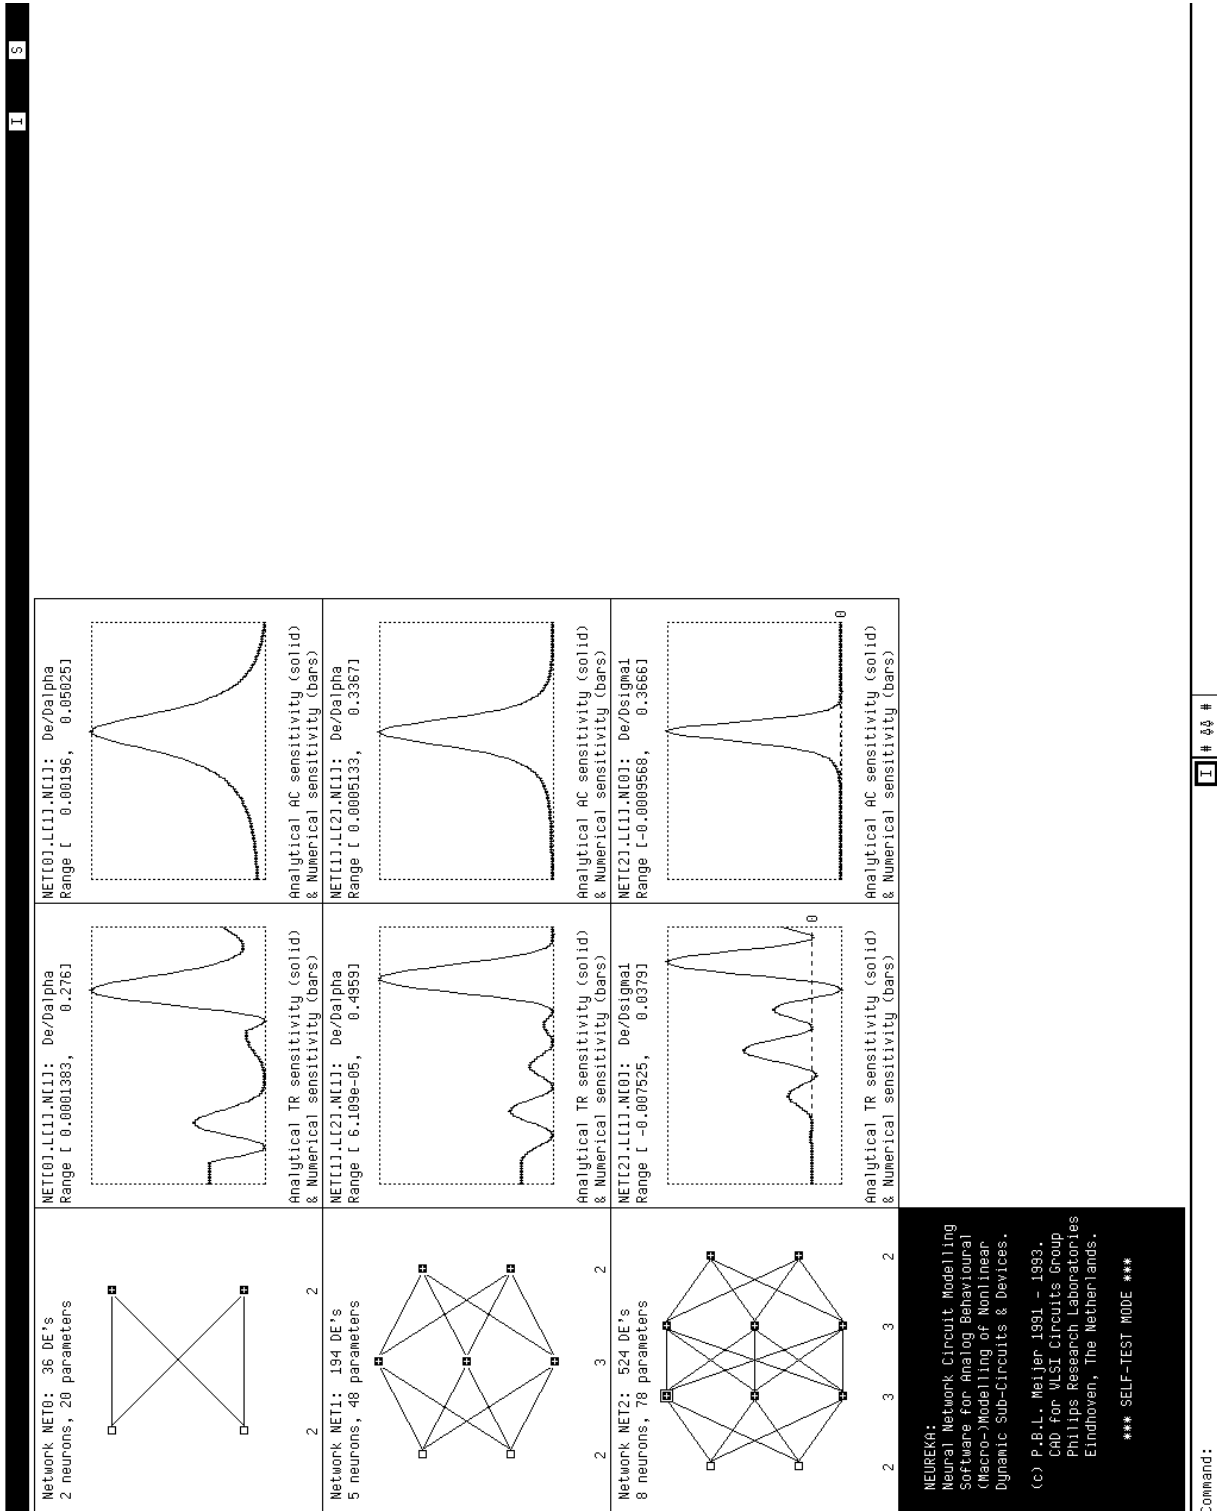 I S
Network NET0:  36 DE's
2 neurons, 20 parameters
2 2
NET[0].L[1].N[1]:  De/Dalpha
Range [ 0.0001383,    0.276]
Analytical TR sensitivity (solid)
& Numerical sensitivity (bars)
NET[0].L[1].N[1]:  De/Dalpha
Range [   0.00196,  0.05025]
Analytical AC sensitivity (solid)
& Numerical sensitivity (bars)
Network NET1:  194 DE's
5 neurons, 48 parameters
2 3 2
NET[1].L[2].N[1]:  De/Dalpha
Range [ 6.109e-05,   0.4959]
Analytical TR sensitivity (solid)
& Numerical sensitivity (bars)
NET[1].L[2].N[1]:  De/Dalpha
Range [ 0.0005133,   0.3367]
Analytical AC sensitivity (solid)
& Numerical sensitivity (bars)
Network NET2:  524 DE's
8 neurons, 78 parameters
2 3 3 2
NET[2].L[1].N[0]:  De/Dsigma1
Range [ -0.007525,   0.0379]
0
Analytical TR sensitivity (solid)
& Numerical sensitivity (bars)
NET[2].L[1].N[0]:  De/Dsigma1
Range [-0.0009568,   0.3666]
0
Analytical AC sensitivity (solid)
& Numerical sensitivity (bars)
NEUREKA:
Neural Network Circuit Modelling
Software for Analog Behavioural
(Macro-)Modelling of Nonlinear
Dynamic Sub-Circuits & Devices.
(c) P.B.L. Meijer 1991 - 1993.
CAD for VLSI Circuits Group
Philips Research Laboratories
Eindhoven, The Netherlands.
*** SELF-TEST MODE ***
I # #
Command: